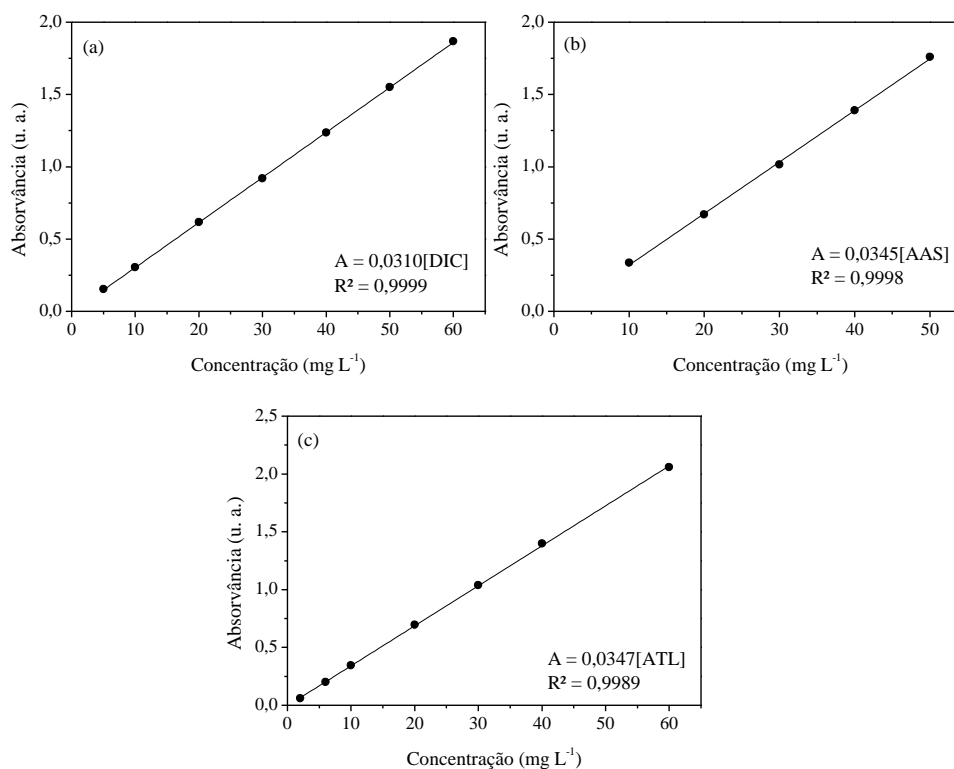 (a)
Absorvância (u. a.)
2,0
1,5
1,0
0,5
0,0
0 10 20 30 40 50 60
Concentração (mg L⁻¹)
A = 0,0310[DIC]
R² = 0,9999
(b)
Absorvância (u. a.)
2,0
1,5
1,0
0,5
0,0
0 10 20 30 40 50
Concentração (mg L⁻¹)
A = 0,0345[AAS]
R² = 0,9998
(c)
Absorvância (u. a.)
2,5
2,0
1,5
1,0
0,5
0,0
0 10 20 30 40 50 60
Concentração (mg L⁻¹)
A = 0,0347[ATL]
R² = 0,9989